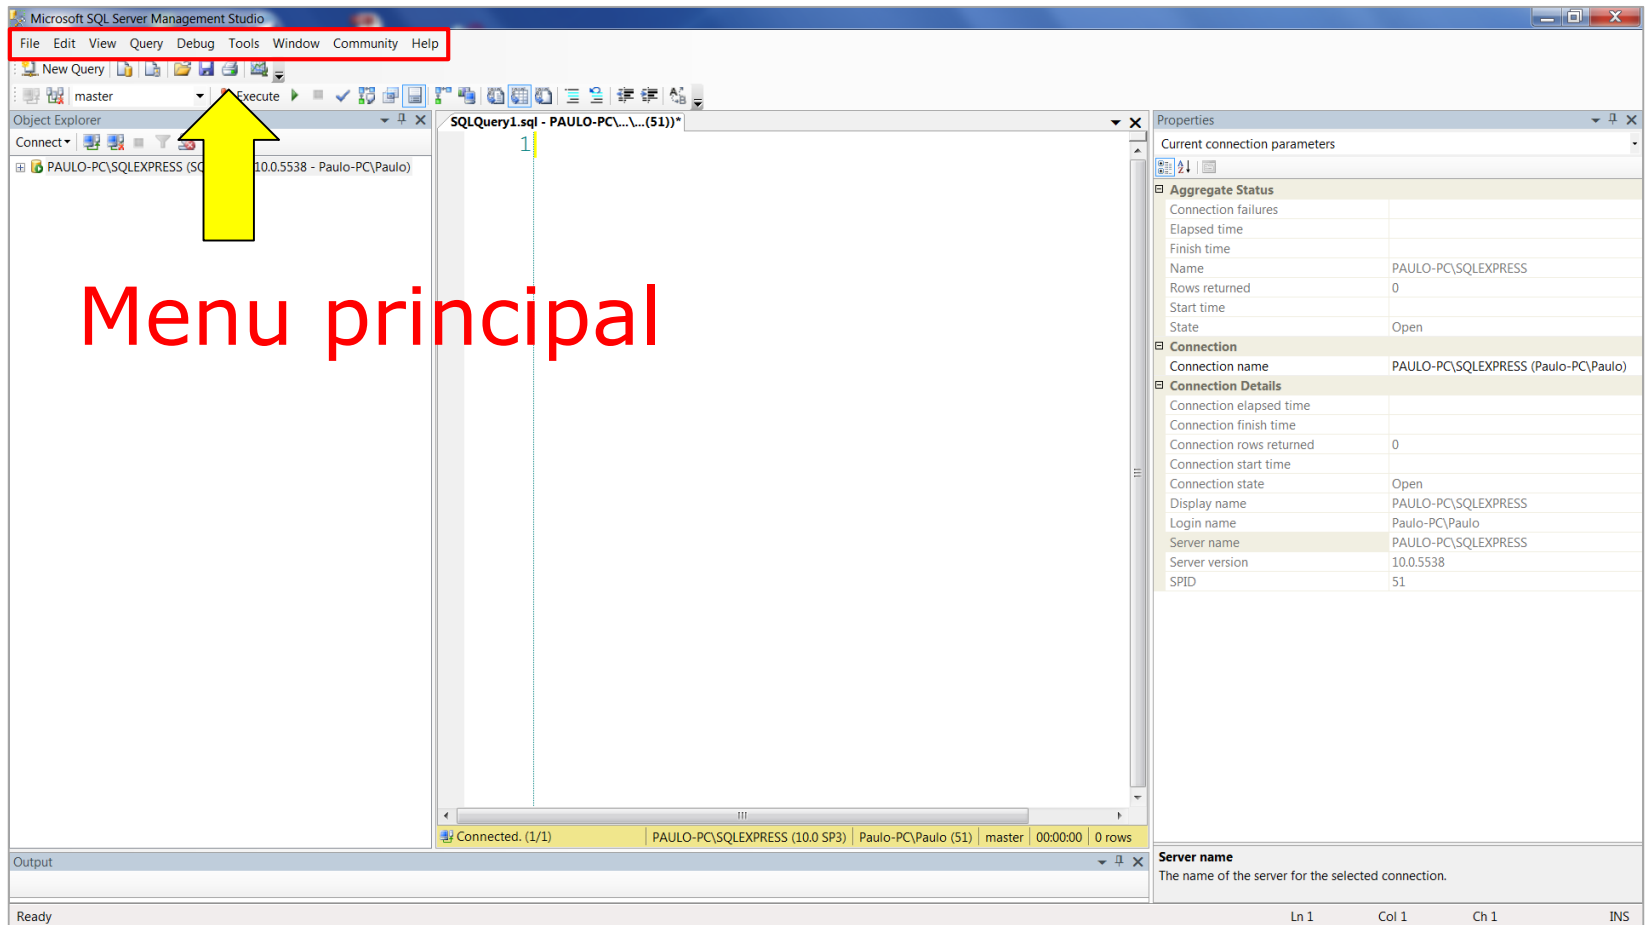 Microsoft SQL Server Management Studio
File Edit View Query Debug Tools Window Community Help
New Query
master Execute
Object Explorer
Connect
PAULO-PC\SQLEXPRESS (SQ 10.0.5538 - Paulo-PC\Paulo)
Menu principal
SQLQuery1.sql - PAULO-PC\...\...(51))*
1
Connected. (1/1) PAULO-PC\SQLEXPRESS (10.0 SP3) Paulo-PC\Paulo (51) master 00:00:00 0 rows
Output
Properties
Current connection parameters
Aggregate Status
Connection failures
Elapsed time
Finish time
Name PAULO-PC\SQLEXPRESS
Rows returned 0
Start time
State Open
Connection
Connection name PAULO-PC\SQLEXPRESS (Paulo-PC\Paulo)
Connection Details
Connection elapsed time
Connection finish time
Connection rows returned 0
Connection start time
Connection state Open
Display name PAULO-PC\SQLEXPRESS
Login name Paulo-PC\Paulo
Server name PAULO-PC\SQLEXPRESS
Server version 10.0.5538
SPID 51
Server name
The name of the server for the selected connection.
Ready Ln 1 Col 1 Ch 1 INS